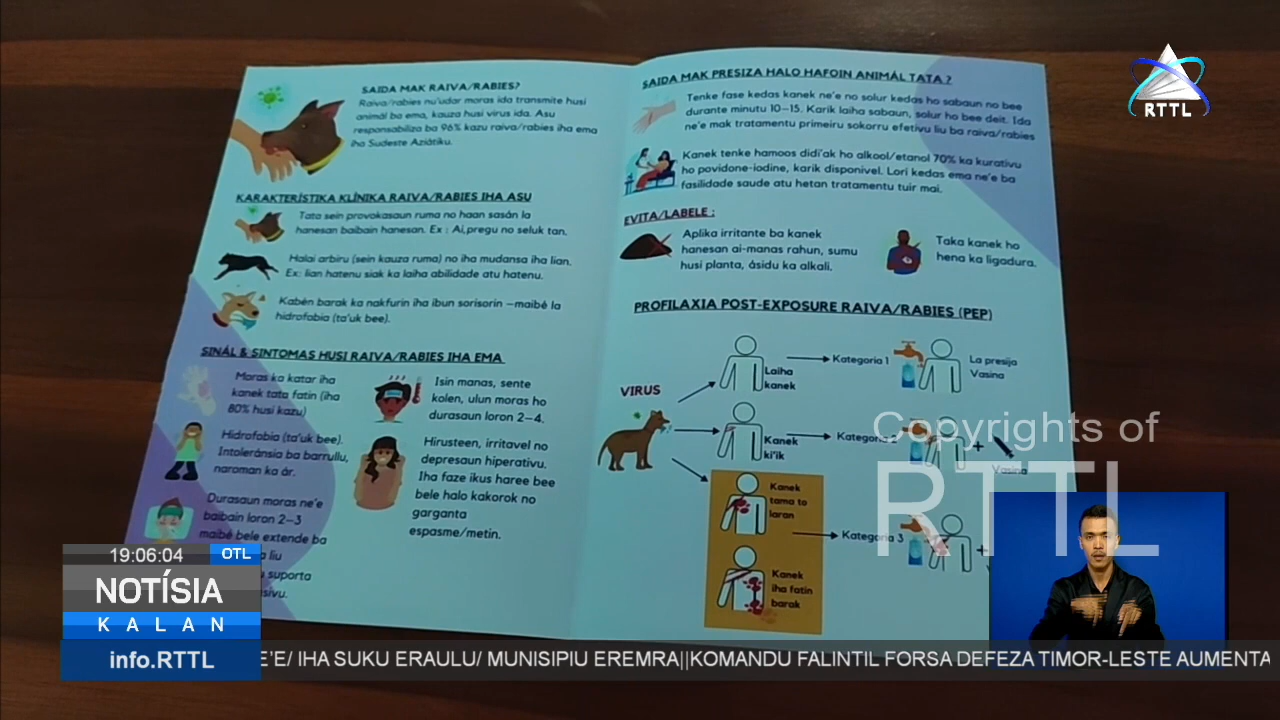 SAIDA MAK RAIVA/RABIES?
Raiva/rabies nu'udar moras ida transmite husi
animál ba ema, kauza husi virus ida. Asu
responsabiliza ba 96% kazu raiva/rabies iha ema
iha Sudeste Aziátiku.
KARAKTERÍSTIKA KLÍNIKA RAIVA/RABIES IHA ASU
Tata sein provokasaun ruma no haan sasán la
hanesan baibain hanesan. Ex : Ai,pregu no seluk tan.
Halai arbiru (sein kauza ruma) no iha mudansa iha lian.
Ex: lian hatenu siak ka laiha abilidade atu hatenu.
Kabén barak ka nakfurin iha ibun sorisorin –maibé la
hidrofobia (ta'uk bee).
SINÁL & SINTOMAS HUSI RAIVA/RABIES IHA EMA
Moras ka katar iha
kanek tata fatin (iha
80% husi kazu)
Isin manas, sente
kolen, ulun moras ho
durasaun loron 2–4.
Hidrofobia (ta'uk bee).
Intoleránsia ba barrullu,
naroman ka ár.
Hirusteen, irritavel no
depresaun hiperativu.
Iha faze ikus haree bee
bele halo kakorok no
garganta
espasme/metin.
Durasaun moras ne'e
baibain loron 2–3
maibé bele extende ba
liu
suporta
SAIDA MAK PRESIZA HALO HAFOIN ANIMÁL TATA ?
Tenke fase kedas kanek ne'e no solur kedas ho sabaun no bee
durante minutu 10–15. Karik laiha sabaun, solur ho bee deit. Ida
ne'e mak tratamentu primeiru sokorru efetivu liu ba raiva/rabies
Kanek tenke hamoos didi'ak ho alkool/etanol 70% ka kurativu
ho povidone-iodine, karik disponivel. Lori kedas ema ne'e ba
fasilidade saude atu hetan tratamentu tuir mai.
EVITA/LABELE :
Aplika irritante ba kanek
hanesan ai-manas rahun, sumu
husi planta, ásidu ka alkali.
Taka kanek ho
hena ka ligadura.
PROFILAXIA POST-EXPOSURE RAIVA/RABIES (PEP)
VIRUS
Laiha
kanek
Kategoria 1
La presija
Vasina
Kanek
ki'ik
+
Vasina
Kanek
tama to
laran
Kategoria 3
+
Kanek
iha fatin
barak
RTTL
Copyrights of
RTTL
19:06:04 OTL
NOTÍSIA
KALAN
info.RTTL
E'E/ IHA SUKU ERAULU/ MUNISIPIU EREMRA||KOMANDU FALINTIL FORSA DEFEZA TIMOR-LESTE AUMENTA